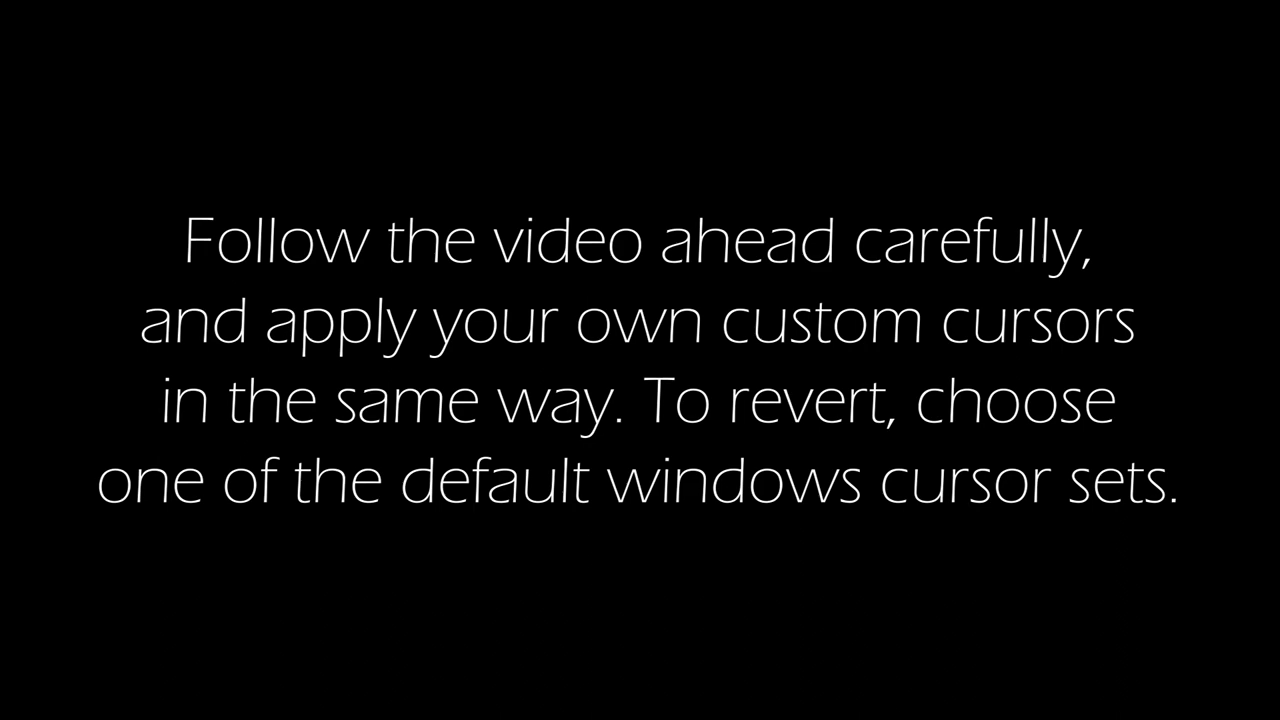 Follow the video ahead carefully,
and apply your own custom cursors
in the same way. To revert, choose
one of the default windows cursor sets.